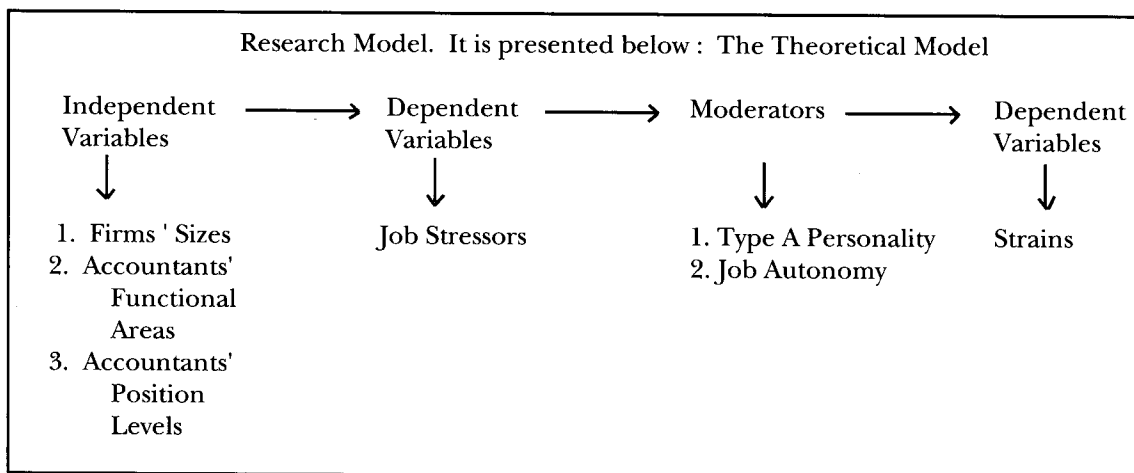 Research Model. It is presented below : The Theoretical Model
Independent Variables
Dependent Variables
Moderators
Dependent Variables
1. Firms ' Sizes
2. Accountants'
Functional
Areas
3. Accountants'
Position
Levels
Job Stressors
1. Type A Personality
2. Job Autonomy
Strains